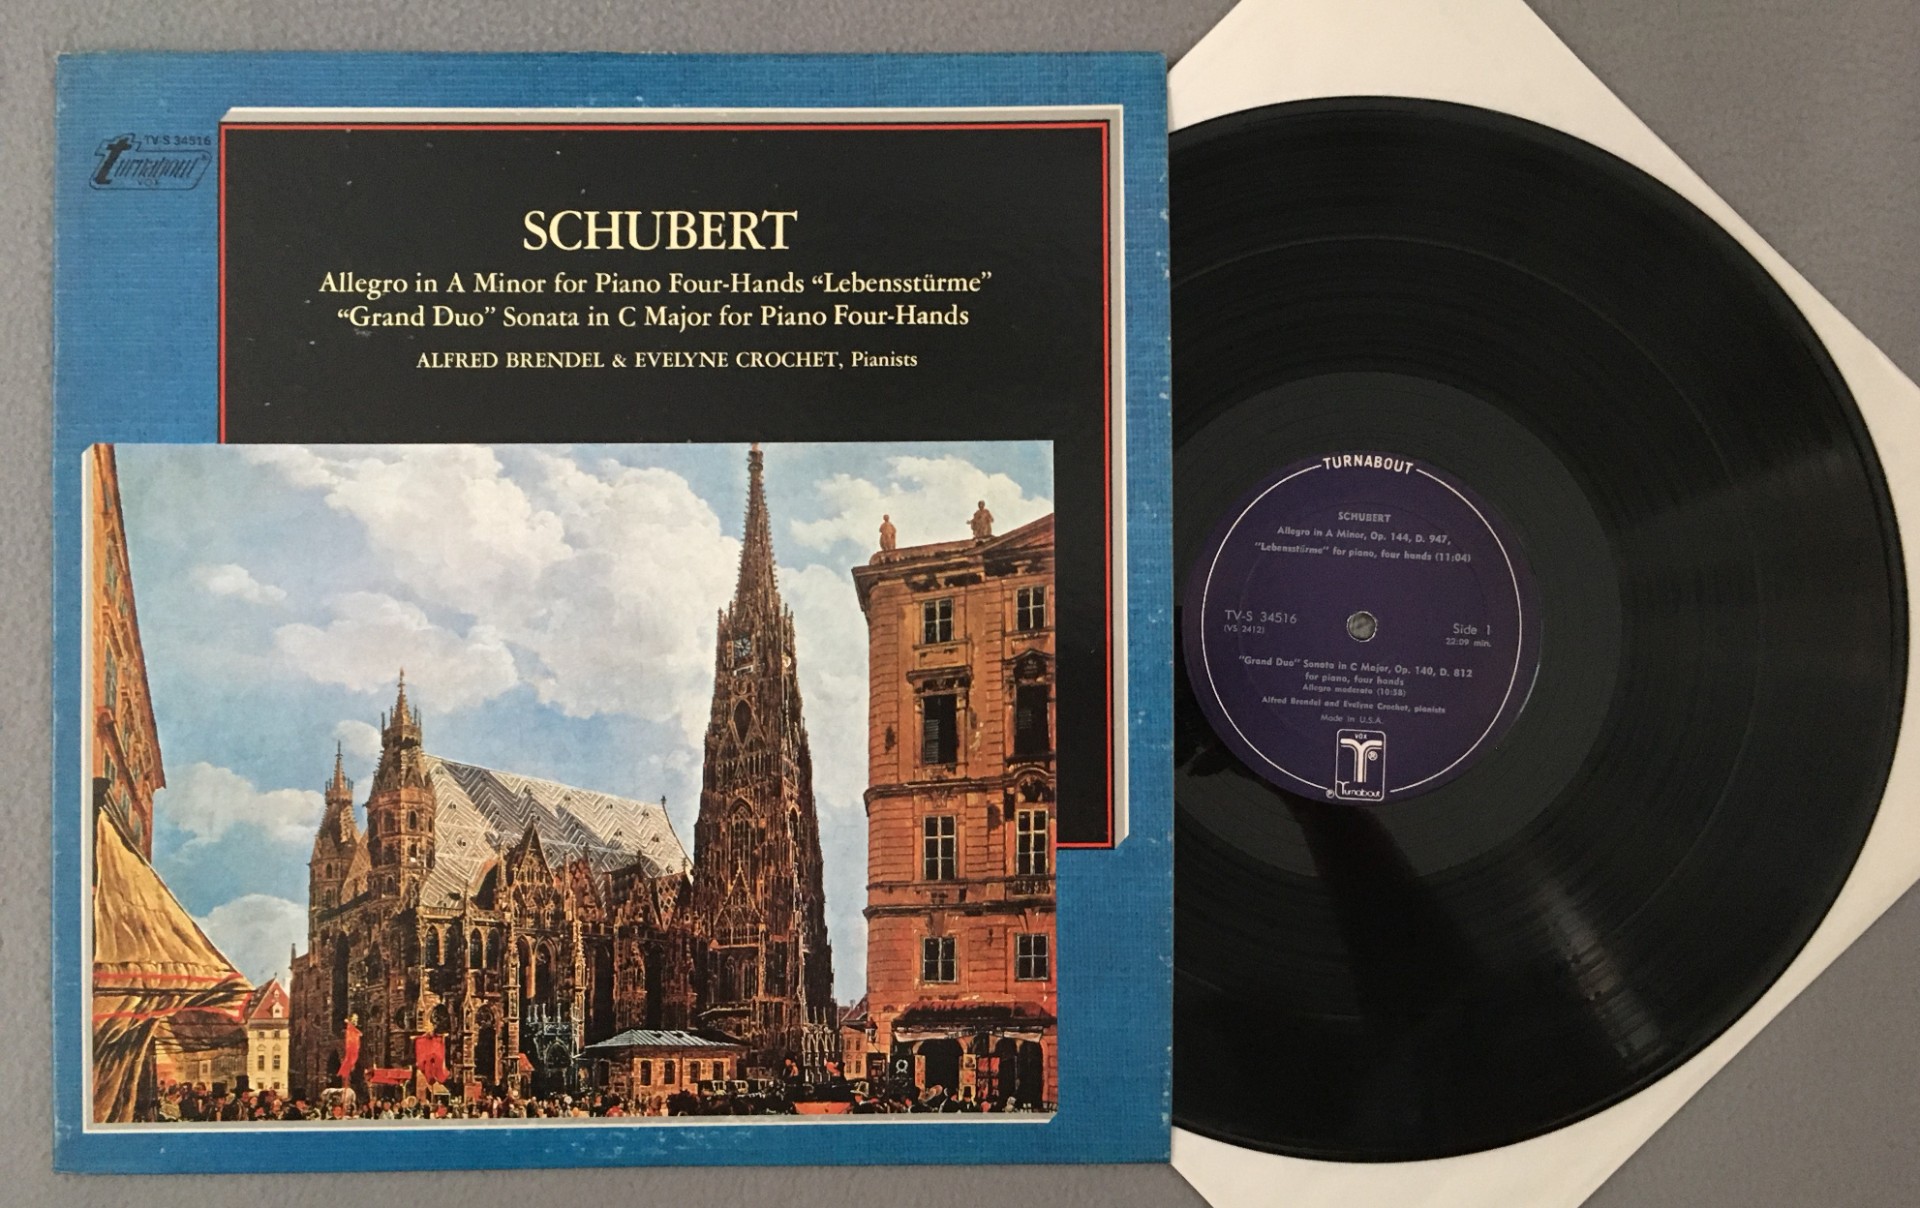 TV-S 34516
turnabout®
VOX
SCHUBERT
Allegro in A Minor for Piano Four-Hands “Lebensstürme”
“Grand Duo” Sonata in C Major for Piano Four-Hands
ALFRED BRENDEL & EVELYNE CROCHET, Pianists
TURNABOUT
SCHUBERT
Allegro in A Minor, Op. 144, D. 947,
"Lebensstürme" for piano, four hands (11:04)
TV-S 34516
(VS 2412)
Side 1
22:09 min.
"Grand Duo" Sonata in C Major, Op. 140, D. 812
for piano, four hands
Allegro moderato (10:58)
Alfred Brendel and Evelyne Crochet, pianists
Made in U.S.A.
VOX
T®
℗ Turnabout